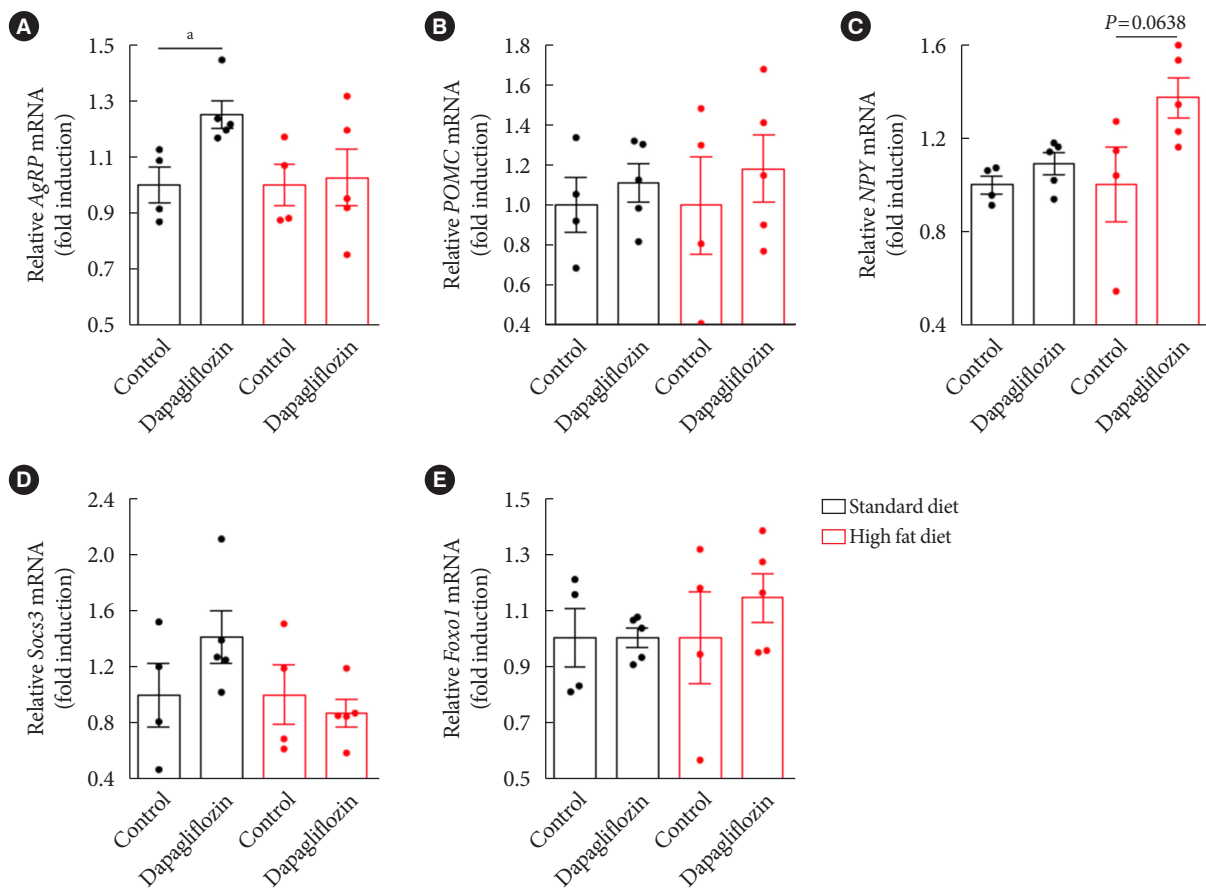 A
Relative AgRP mRNA
(fold induction)
1.5
1.3
1.1
0.9
0.7
0.5
a
Control
Dapagliflozin
Control
Dapagliflozin
B
Relative POMC mRNA
(fold induction)
1.8
1.6
1.4
1.2
1.0
0.8
0.6
0.4
Control
Dapagliflozin
Control
Dapagliflozin
C
Relative NPY mRNA
(fold induction)
1.6
1.2
0.8
0.4
P=0.0638
Control
Dapagliflozin
Control
Dapagliflozin
D
Relative Socs3 mRNA
(fold induction)
2.4
2.0
1.6
1.2
0.8
0.4
Control
Dapagliflozin
Control
Dapagliflozin
E
Relative Foxo1 mRNA
(fold induction)
1.5
1.3
1.1
0.9
0.7
0.5
Control
Dapagliflozin
Control
Dapagliflozin
Standard diet
High fat diet